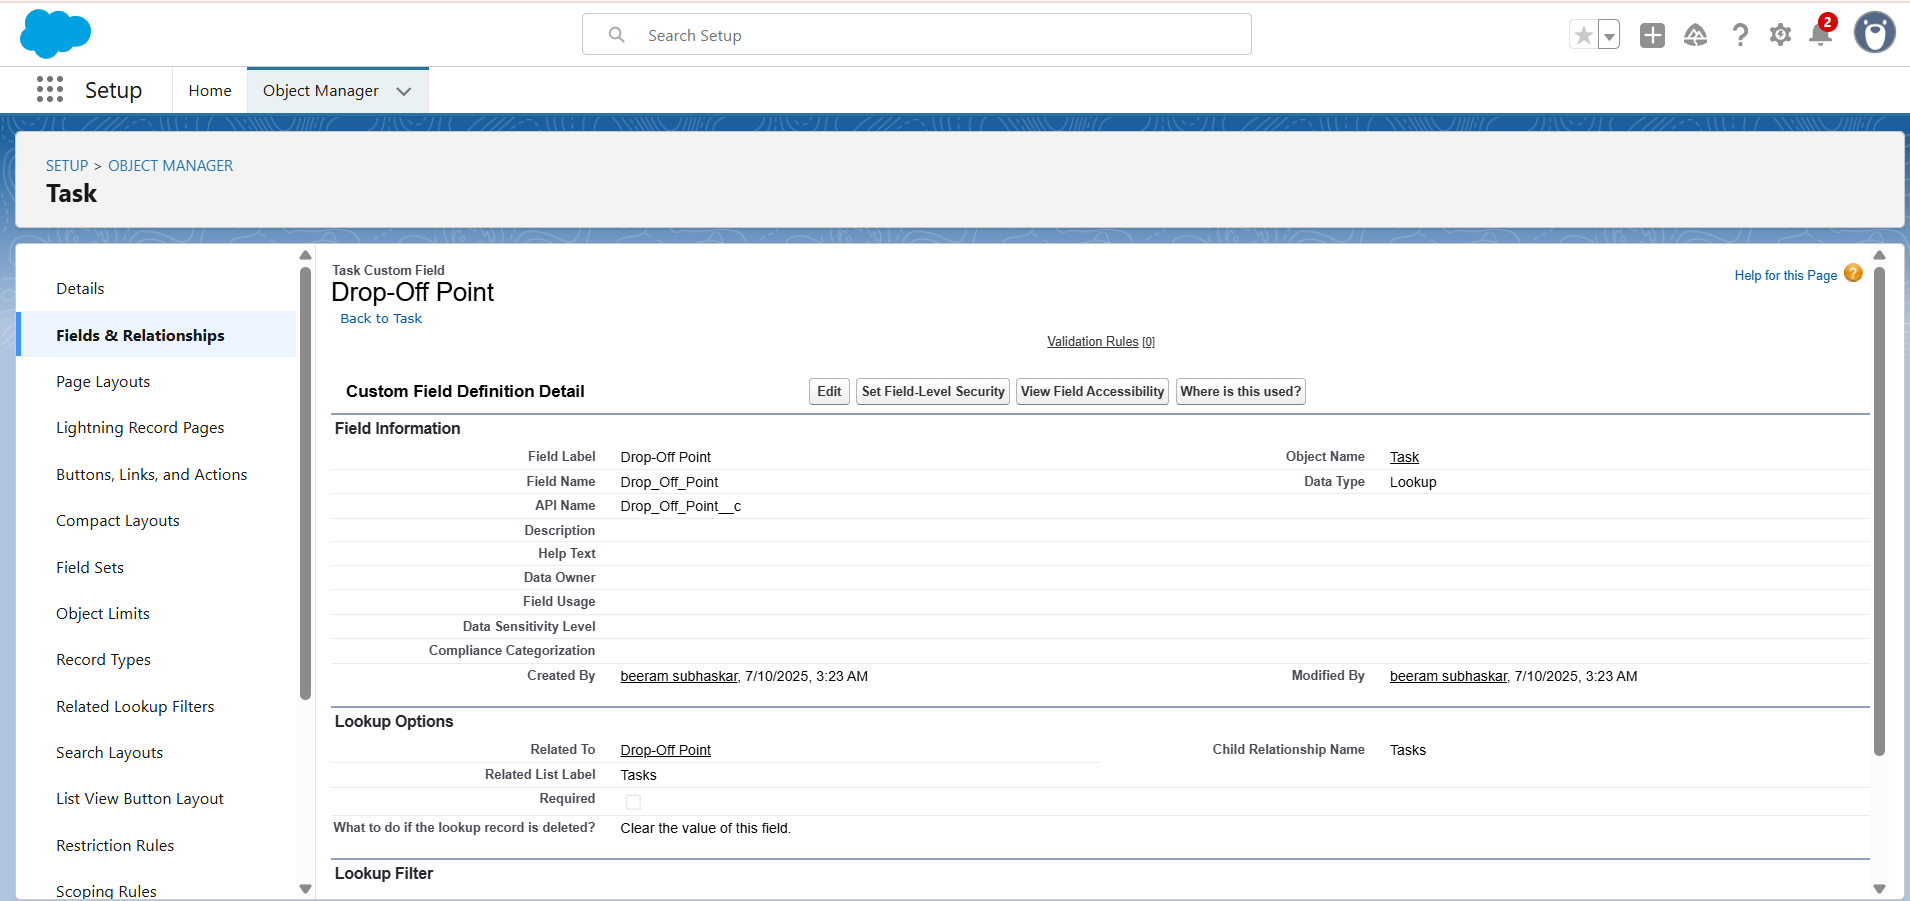 Search Setup
2
Setup
Home
Object Manager
SETUP > OBJECT MANAGER
Task
Details
Fields & Relationships
Page Layouts
Lightning Record Pages
Buttons, Links, and Actions
Compact Layouts
Field Sets
Object Limits
Record Types
Related Lookup Filters
Search Layouts
List View Button Layout
Restriction Rules
Scoping Rules
Task Custom Field
Drop-Off Point
Back to Task
Help for this Page ?
Validation Rules [0]
Custom Field Definition Detail
Edit
Set Field-Level Security
View Field Accessibility
Where is this used?
Field Information
Field Label Drop-Off Point Object Name Task
Field Name Drop_Off_Point Data Type Lookup
API Name Drop_Off_Point__c
Description
Help Text
Data Owner
Field Usage
Data Sensitivity Level
Compliance Categorization
Created By beeram subhaskar, 7/10/2025, 3:23 AM Modified By beeram subhaskar, 7/10/2025, 3:23 AM
Lookup Options
Related To Drop-Off Point Child Relationship Name Tasks
Related List Label Tasks
Required
What to do if the lookup record is deleted? Clear the value of this field.
Lookup Filter